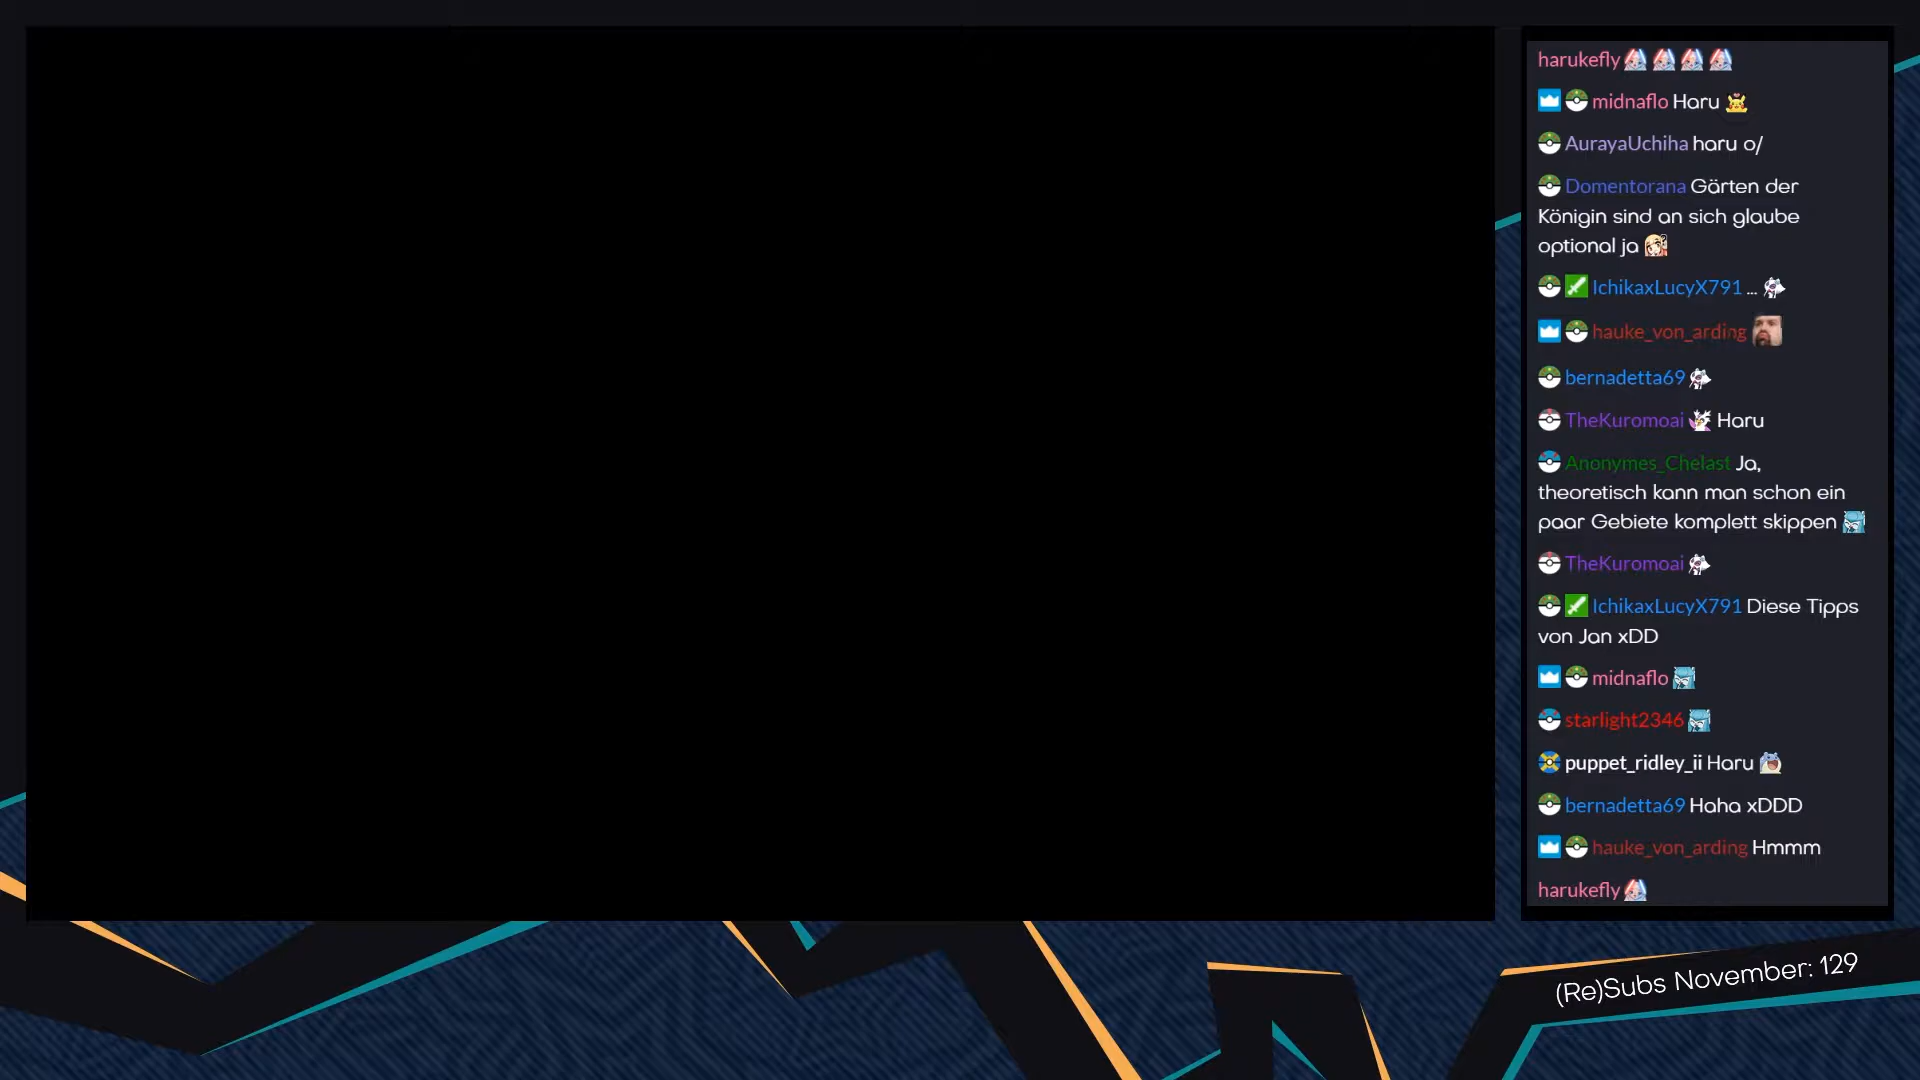 harukefly
midnaflo Haru
AurayaUchiha haru o/
Domentorana Gärten der
Königin sind an sich glaube
optional ja
IchikaxLucyX791 ...
hauke_von_arding
bernadetta69
TheKuromoai Haru
Anonymes_Chelast Ja,
theoretisch kann man schon ein
paar Gebiete komplett skippen
TheKuromoai
IchikaxLucyX791 Diese Tipps
von Jan xDD
midnaflo
starlight2346
puppet_ridley_ii Haru
bernadetta69 Haha xDDD
hauke_von_arding Hmmm
harukefly
(Re)Subs November: 129